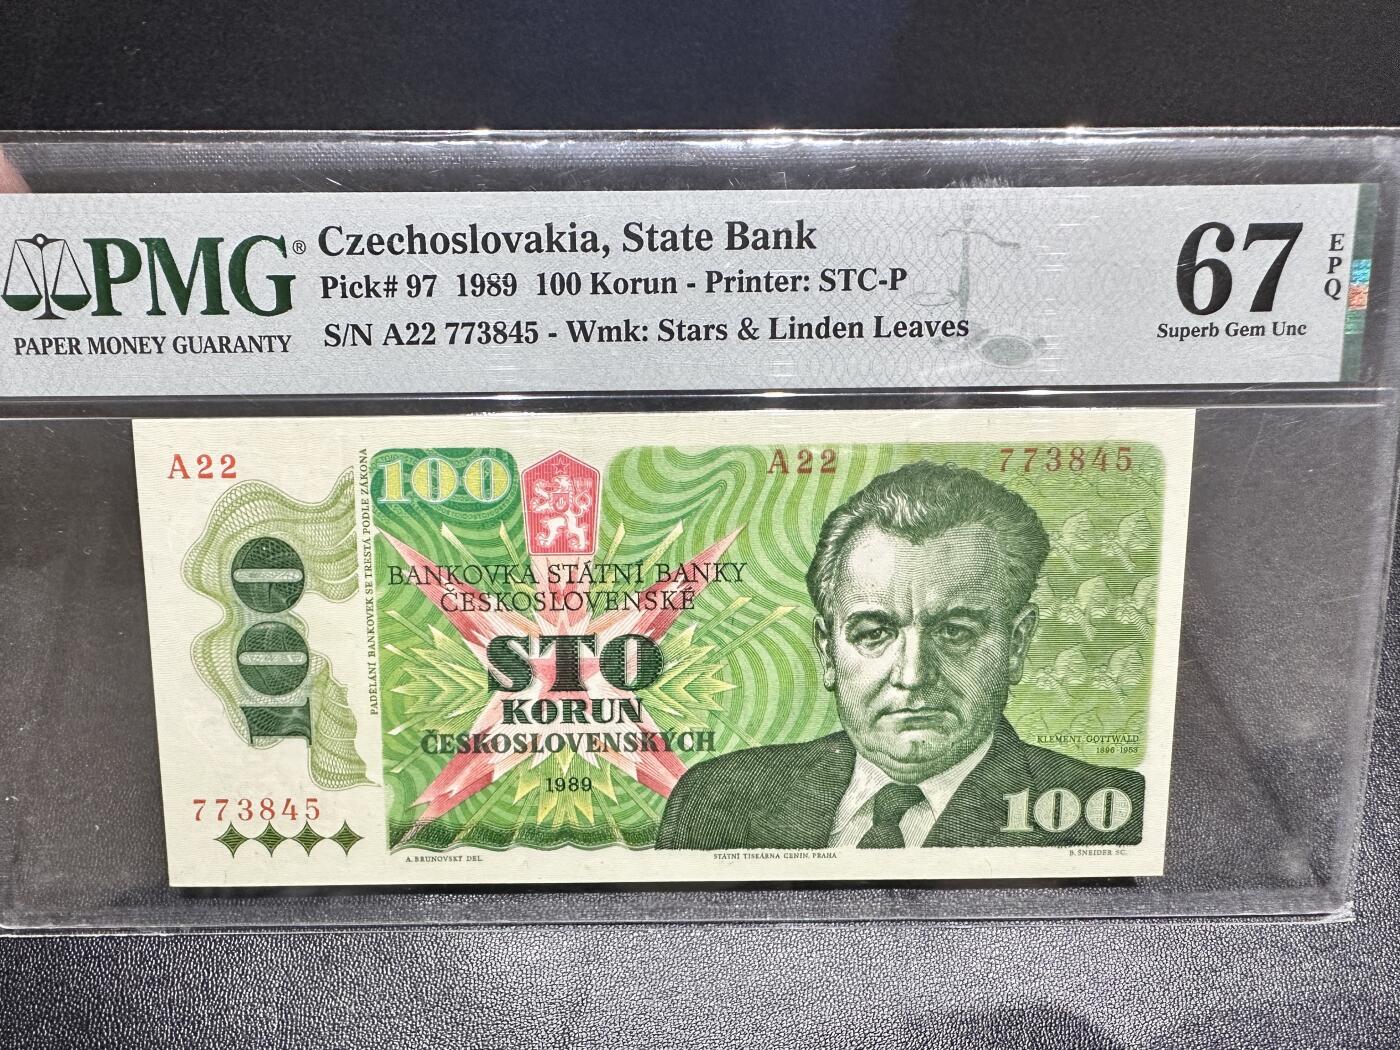 PMG®
PAPER MONEY GUARANTY
Czechoslovakia, State Bank
Pick# 97 1989 100 Korun - Printer: STC-P
S/N A22 773845 - Wmk: Stars & Linden Leaves
67
EPQ
Superb Gem Unc
A22
100
A22
773845
PADĚLÁNÍ BANKOVEK SE TRESTÁ PODLE ZÁKONA
100
BANKOVKA STÁTNÍ BANKY
ČESKOSLOVENSKÉ
STO
KORUN
ČESKOSLOVENSKÝCH
1989
KLEMENT GOTTWALD
1896-1953
100
773845
A. BRUNOVSKÝ DEL.
STÁTNÍ TISKÁRNA CENIN, PRAHA
B. ŠNEIDER SC.